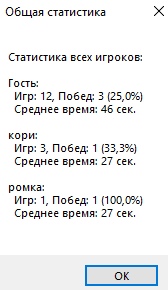 Общая статистика
Статистика всех игроков:
Гость:
Игр: 12, Побед: 3 (25,0%)
Среднее время: 46 сек.
кори:
Игр: 3, Побед: 1 (33,3%)
Среднее время: 27 сек.
ромка:
Игр: 1, Побед: 1 (100,0%)
Среднее время: 27 сек.
ОК